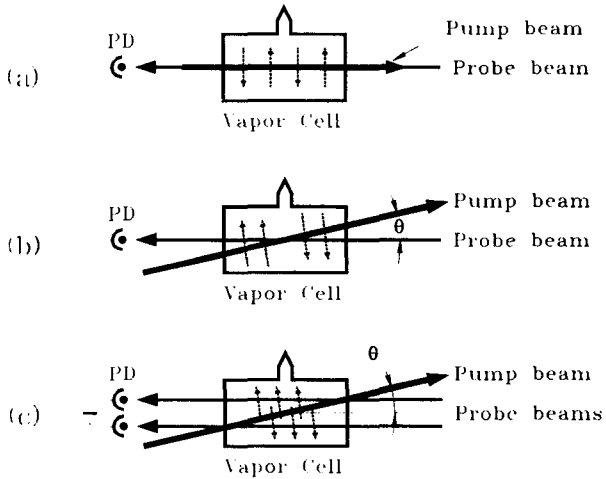 Pump beam
PD
Probe beam
(a)
Vapor Cell
Pump beam
PD
θ
Probe beam
(b)
Vapor Cell
θ
PD
Pump beam
(c)
Probe beams
Vapor Cell